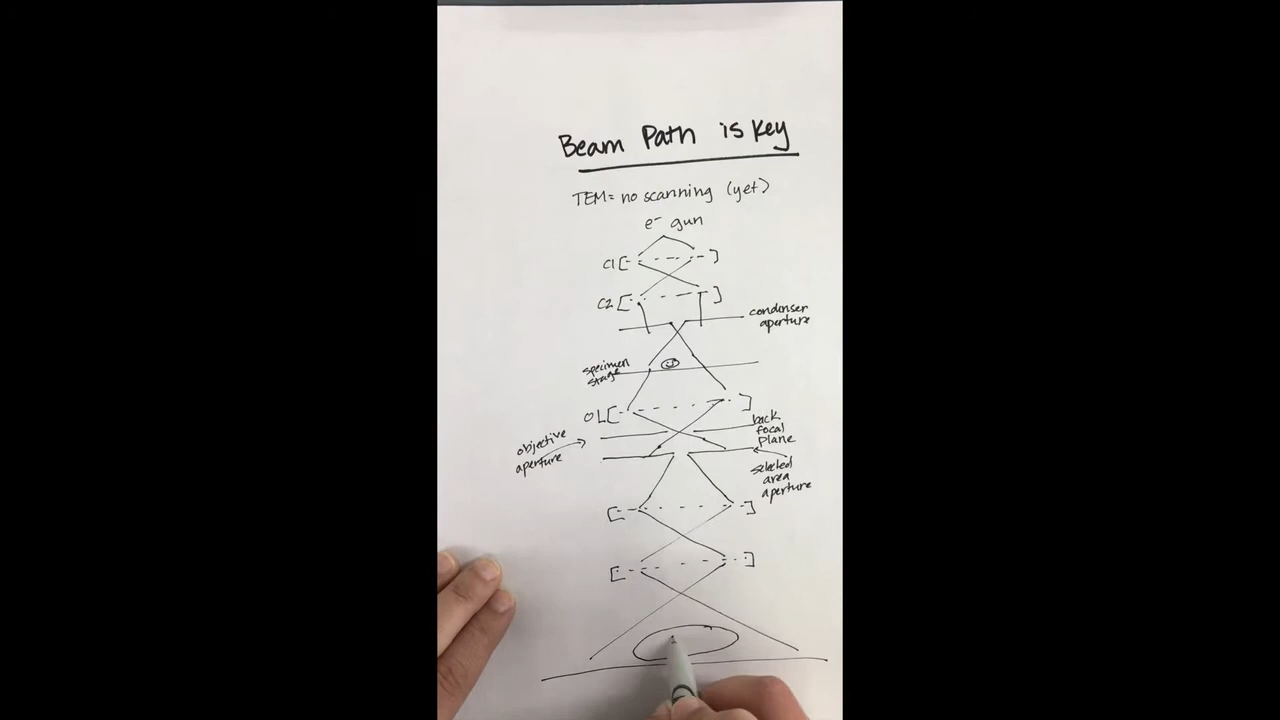 Beam Path is Key
TEM = no scanning (yet)
e⁻ gun
C1
C2
condenser
aperture
specimen
stage
OL
back
focal
plane
objective
aperture
selected
area
aperture